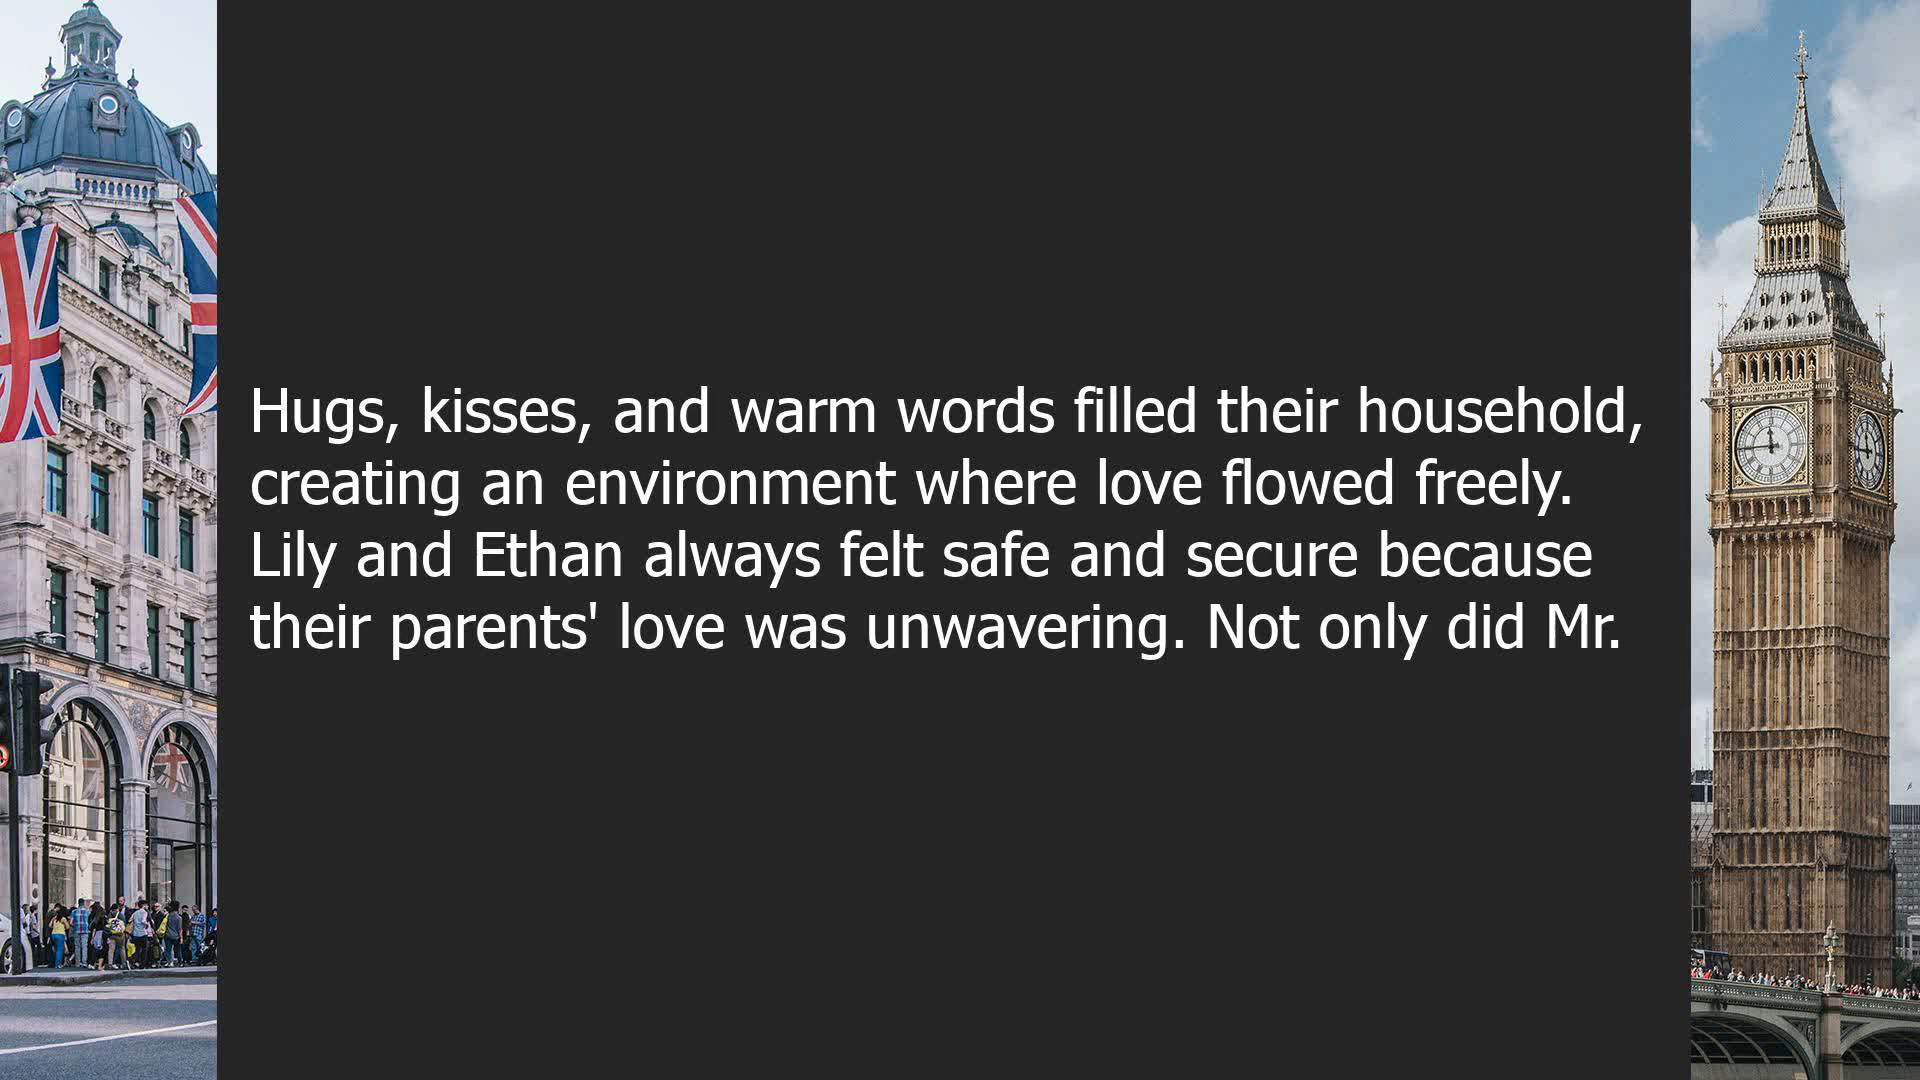 Hugs, kisses, and warm words filled their household,
creating an environment where love flowed freely.
Lily and Ethan always felt safe and secure because
their parents' love was unwavering. Not only did Mr.